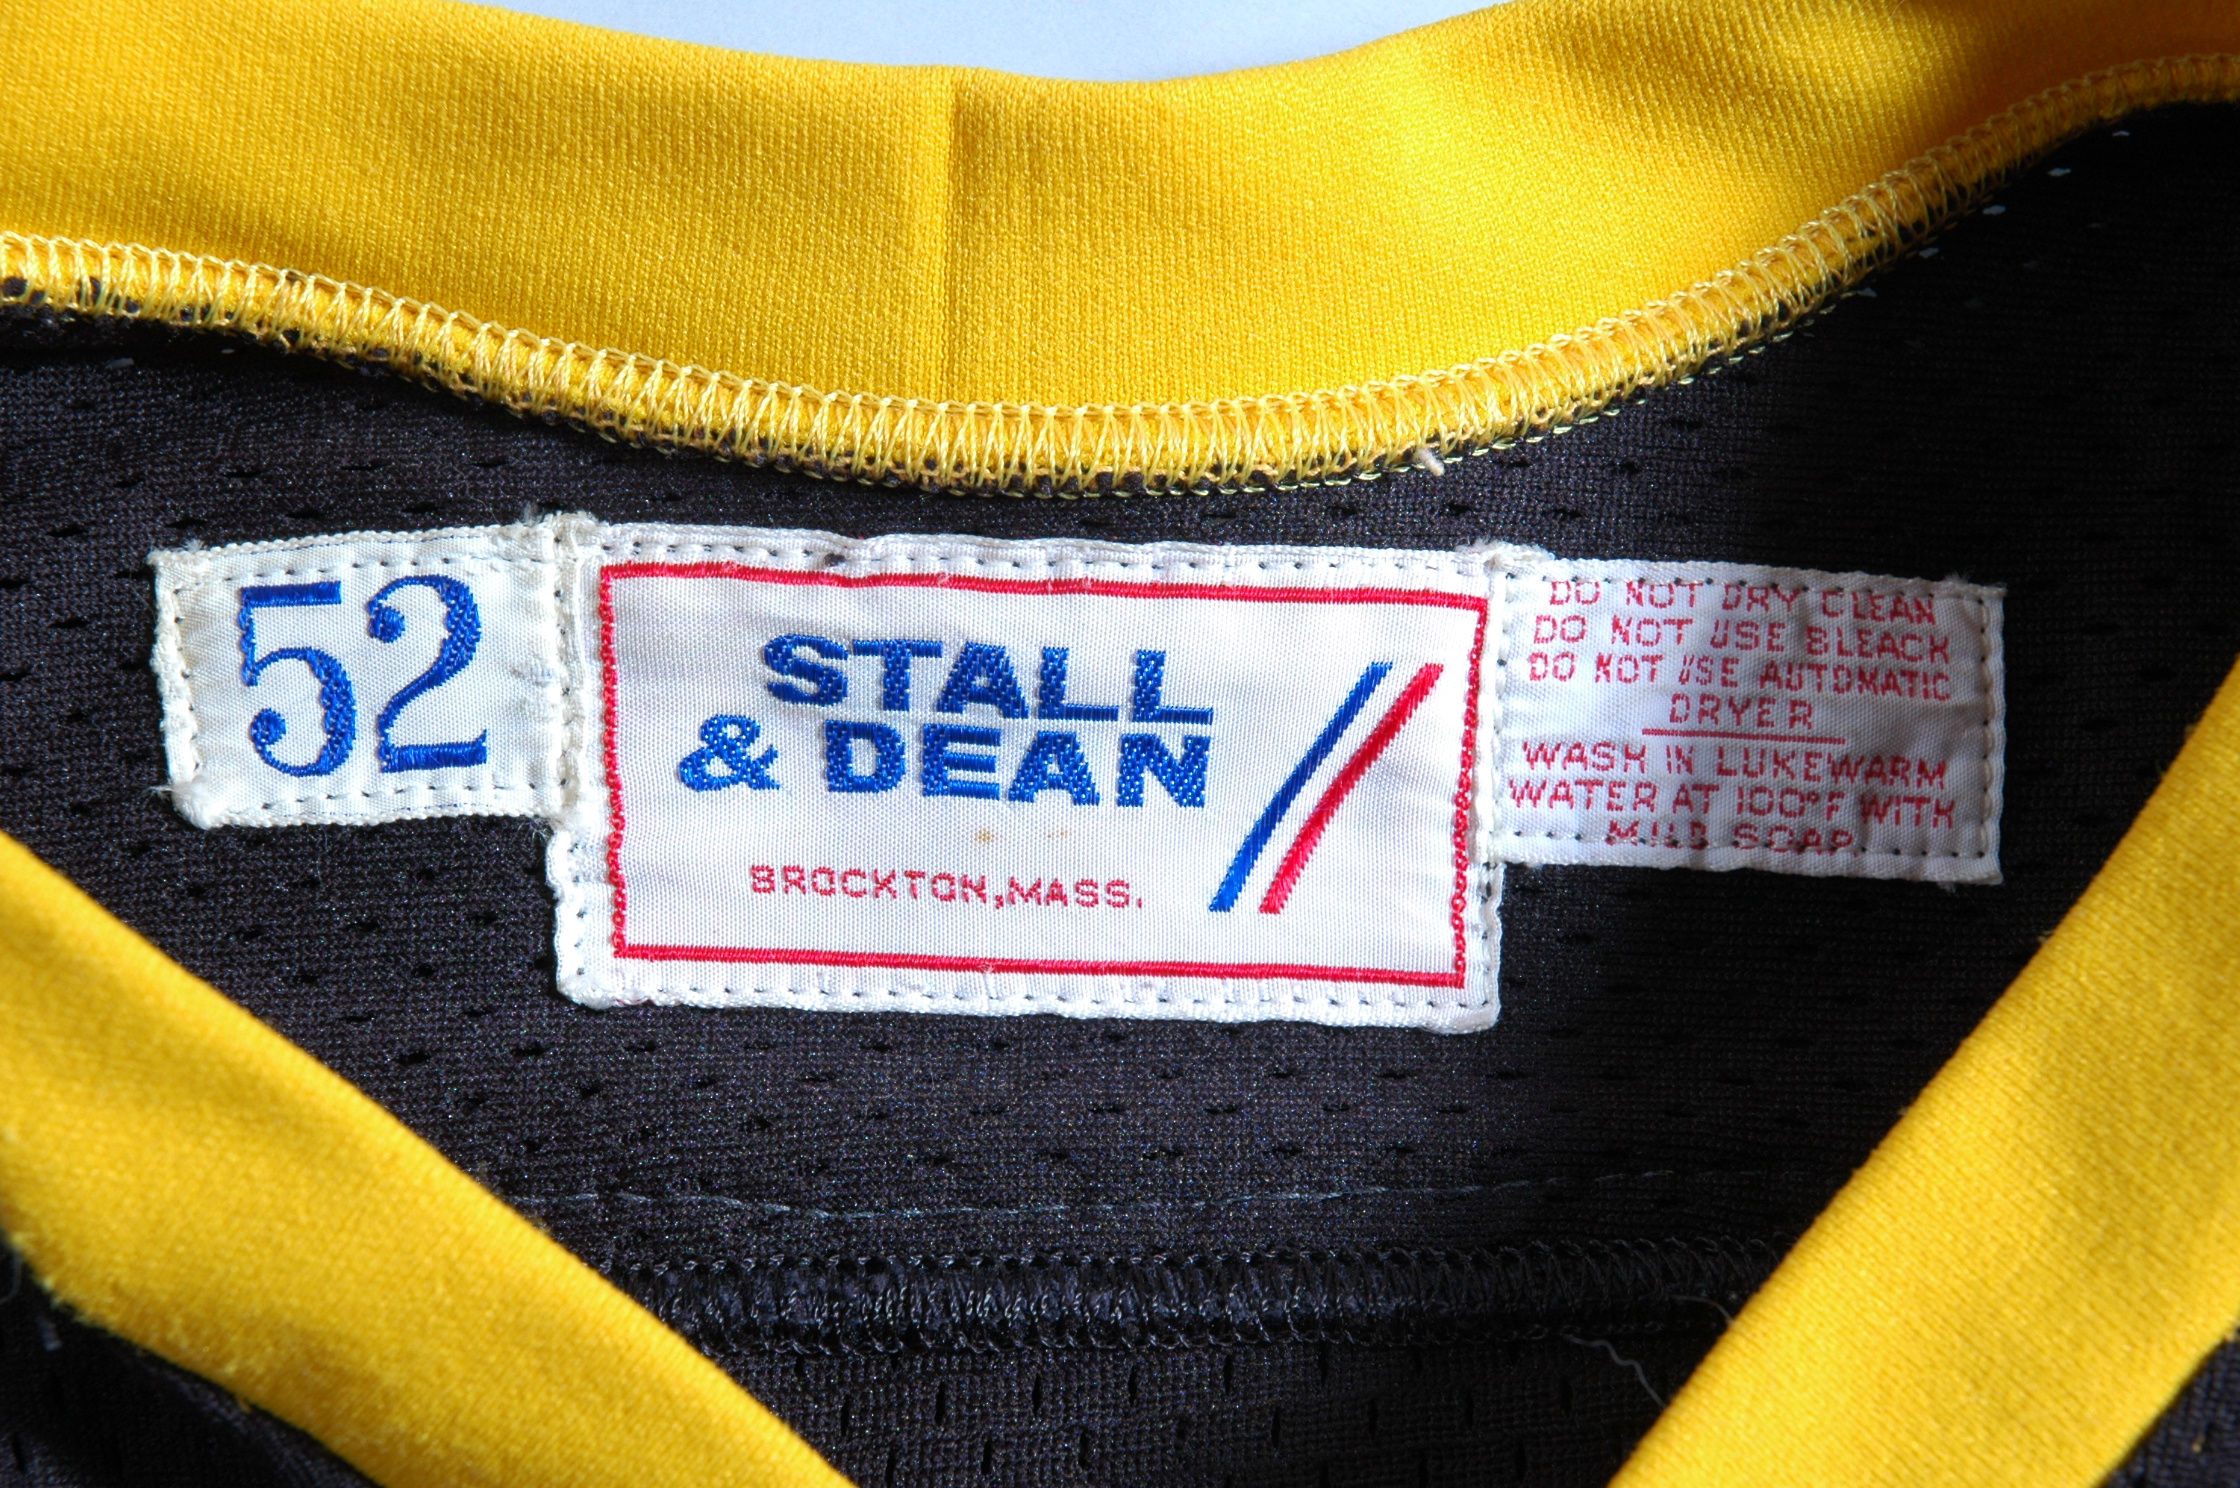 52
STALL
& DEAN
BROCKTON, MASS.
DO NOT DRY CLEAN
DO NOT USE BLEACH
DO NOT USE AUTOMATIC
DRYER
WASH IN LUKEWARM
WATER AT 100°F WITH
MILD SOAP.